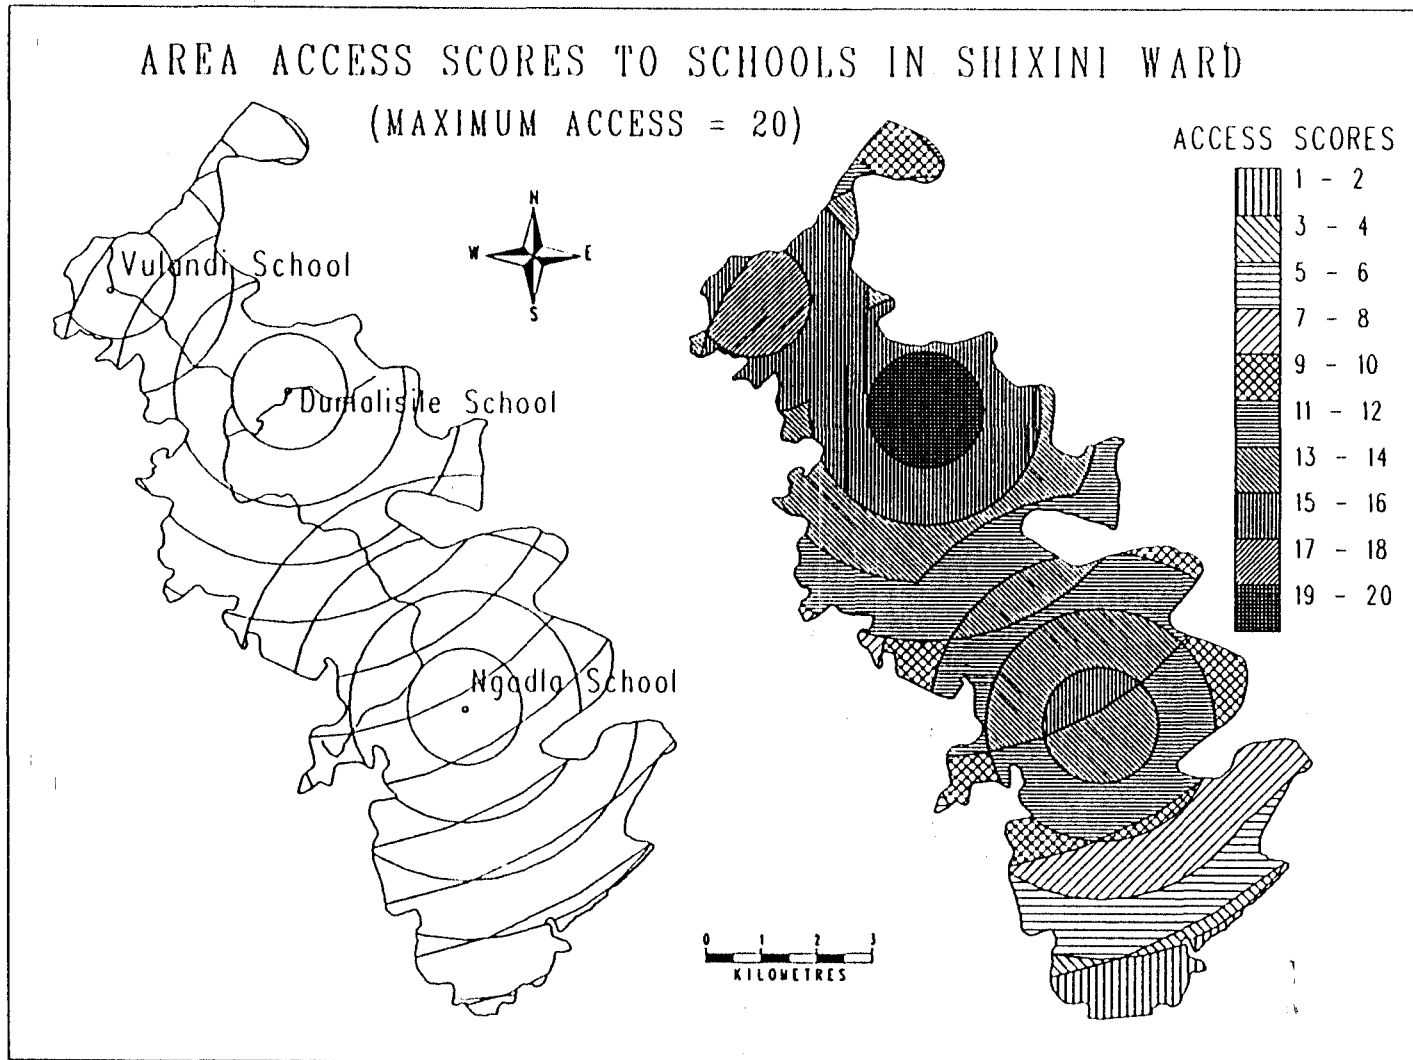 AREA ACCESS SCORES TO SCHOOLS IN SHIXINI WARD
(MAXIMUM ACCESS = 20)
ACCESS SCORES
1 - 2
3 - 4
5 - 6
7 - 8
9 - 10
11 - 12
13 - 14
15 - 16
17 - 18
19 - 20
N
W E
S
Vulandi School
Dumalisile School
Ngadla School
0 1 2 3
KILOMETRES